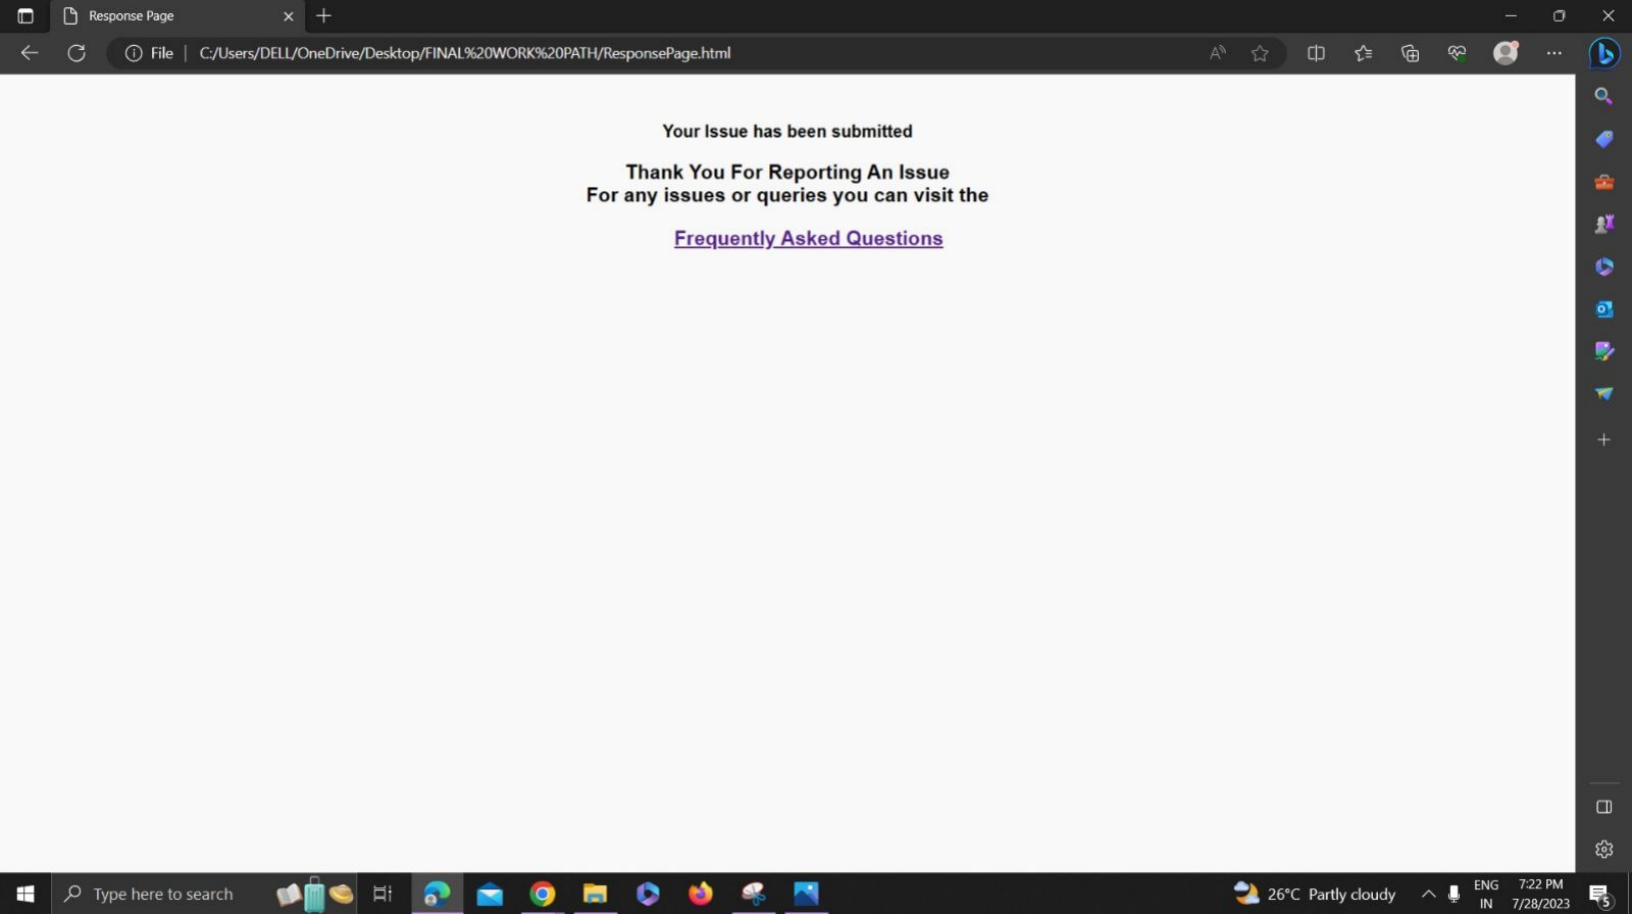 Response Page
File
C:/Users/DELL/OneDrive/Desktop/FINAL%20WORK%20PATH/ResponsePage.html
Your Issue has been submitted
Thank You For Reporting An Issue
For any issues or queries you can visit the
Frequently Asked Questions
Type here to search
26°C Partly cloudy
ENG
IN
7:22 PM
7/28/2023
5